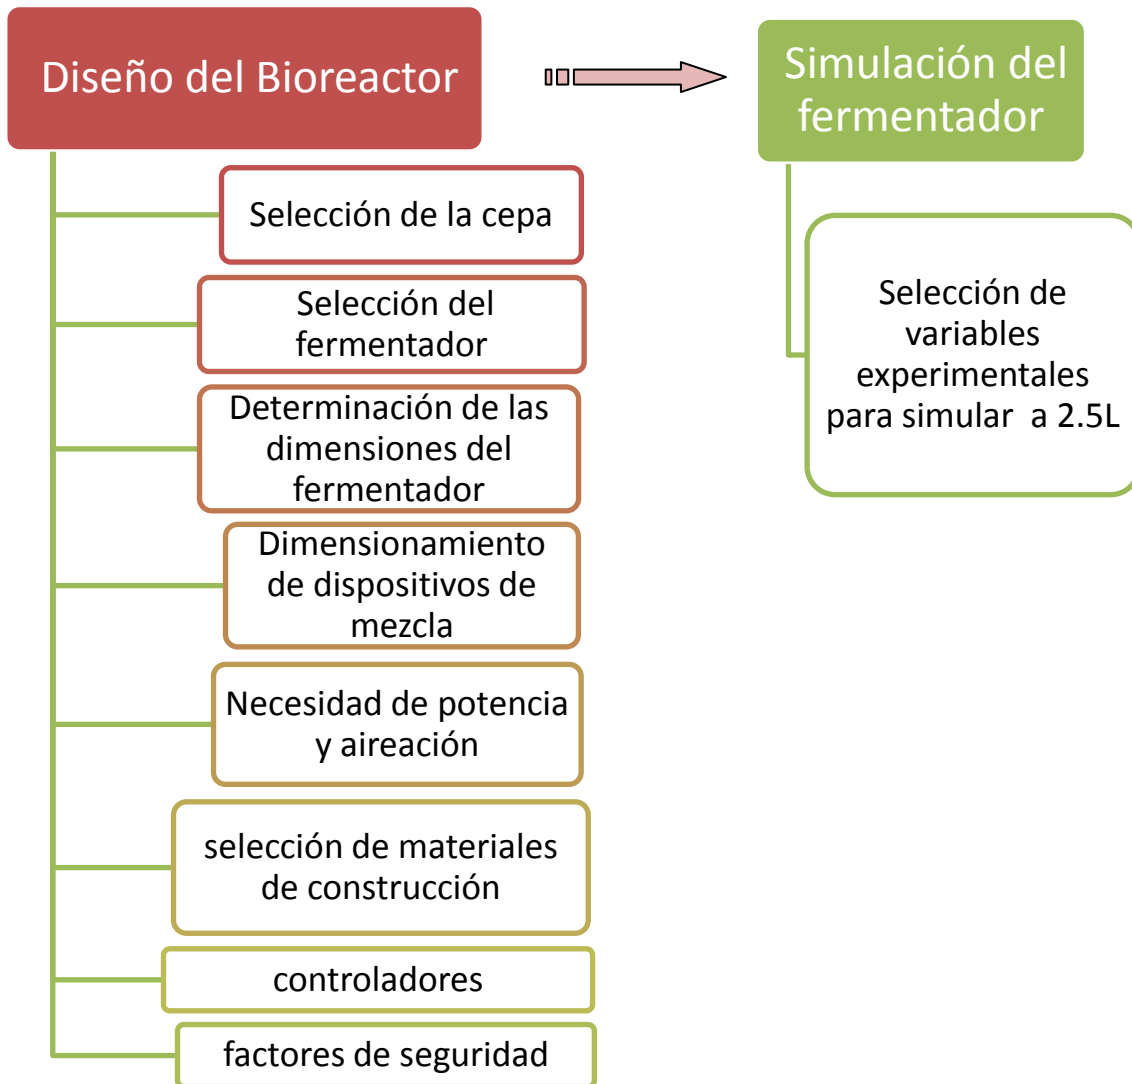 Diseño del Bioreactor
Selección de la cepa
Selección del
fermentador
Determinación de las
dimensiones del
fermentador
Dimensionamiento
de dispositivos de
mezcla
Necesidad de potencia
y aireación
selección de materiales
de construcción
controladores
factores de seguridad
Simulación del
fermentador
Selección de
variables
experimentales
para simular a 2.5L